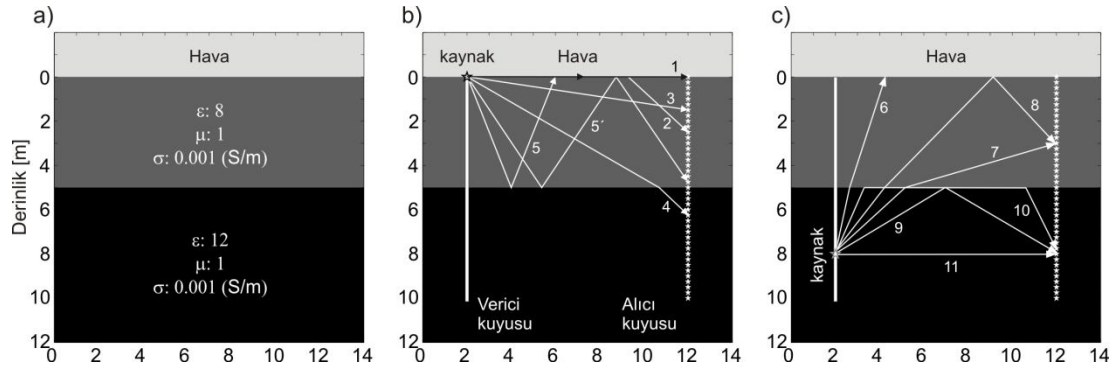 a)
Hava
ε: 8
μ: 1
σ: 0.001 (S/m)
ε: 12
μ: 1
σ: 0.001 (S/m)
Derinlik [m]
0
2
4
6
8
10
12
0 2 4 6 8 10 12 14
b)
kaynak Hava 1
3
2
5´
5
4
Verici kuyusu
Alıcı kuyusu
0 2 4 6 8 10 12 14
c)
Hava
6
8
7
10
9
kaynak
11
0 2 4 6 8 10 12 14